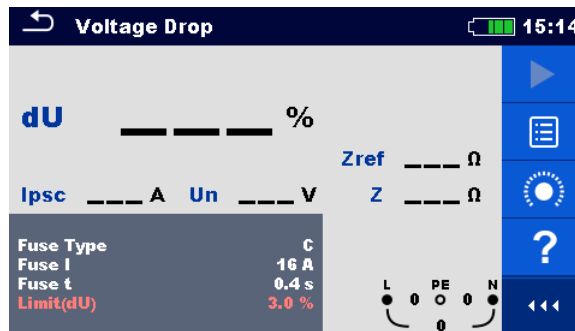 Voltage Drop 15:14
dU ___ %
Zref ___ Ω
Ipsc ___ A Un ___ V Z ___ Ω
Fuse Type C
Fuse I 16 A
Fuse t 0.4 s
Limit(dU) 3.0 %
L PE N
0 0
0
?